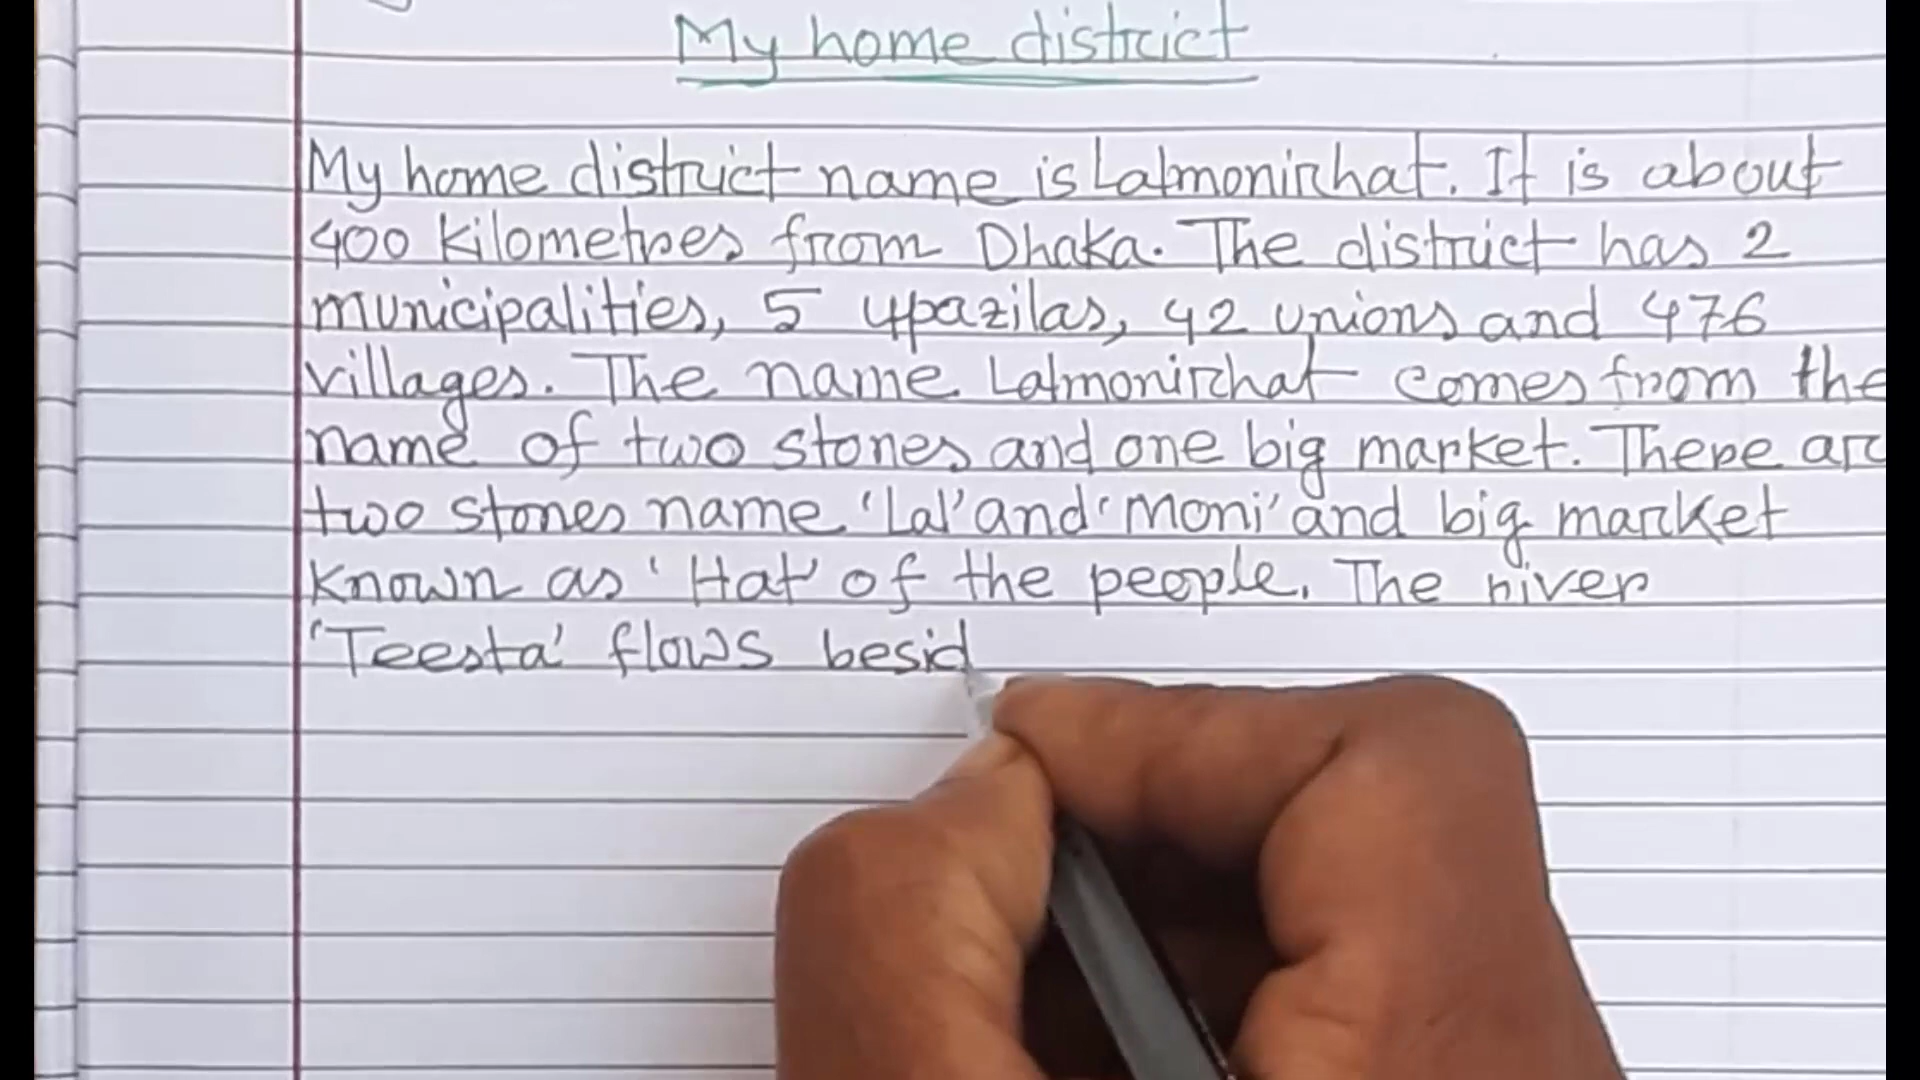 My home district
My home district name is Lalmonirhat. It is about
400 kilometres from Dhaka. The district has 2
municipalities, 5 upazilas, 42 unions and 476
villages. The name Lalmonirhat comes from the
name of two stones and one big market. There are
two stones name 'Lal' and 'Moni' and big market
known as 'Hat' of the people. The river
'Teesta' flows besid